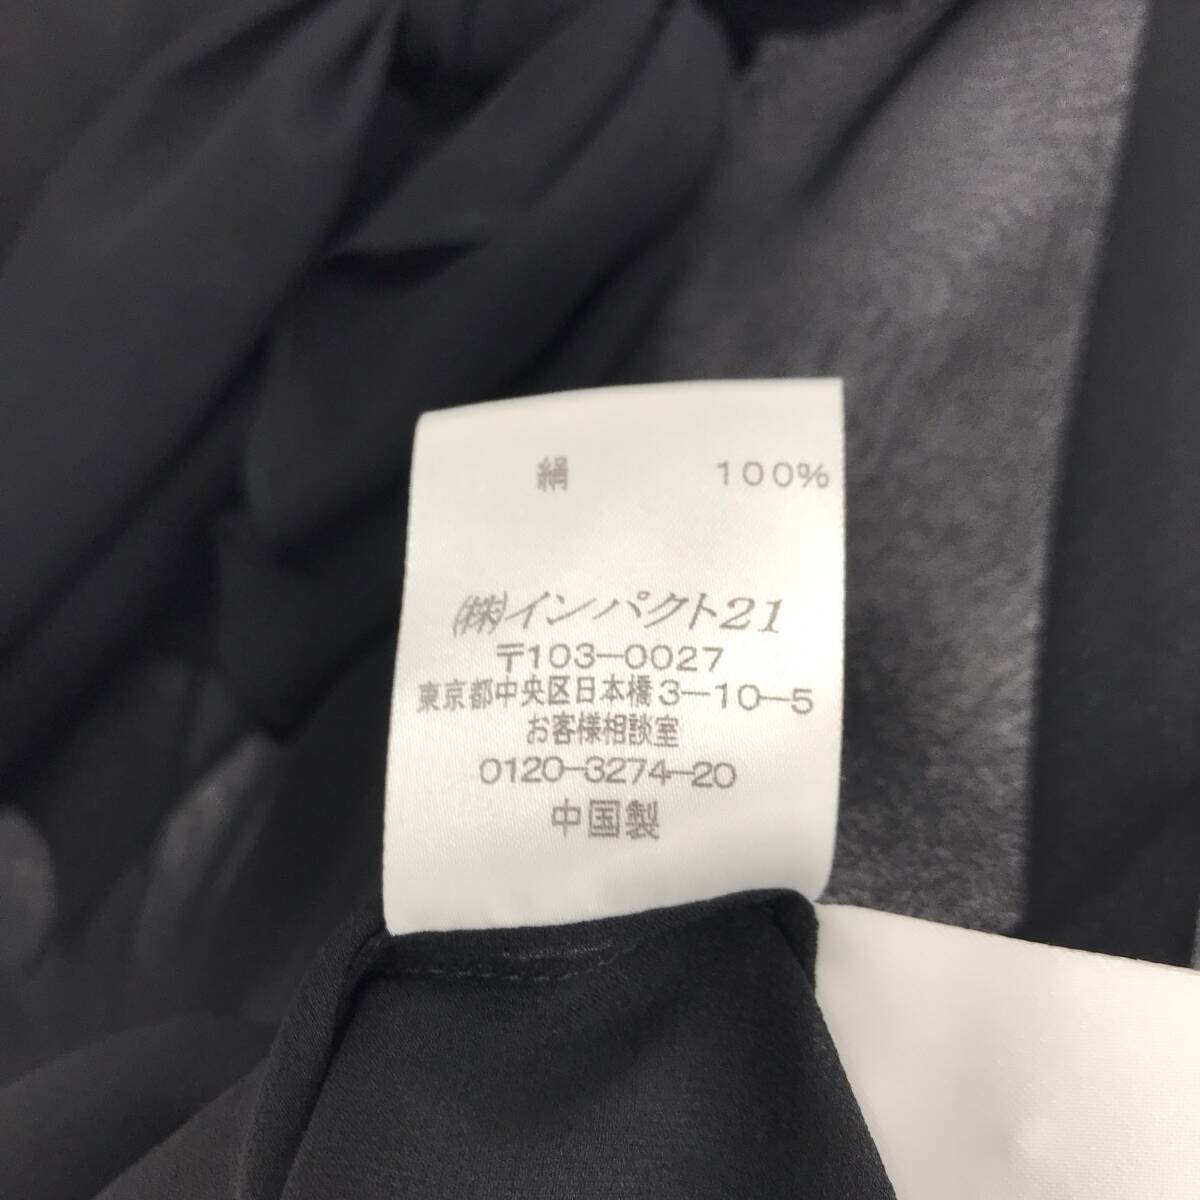 絹 100%
(株)インパクト21
〒103-0027
東京都中央区日本橋3-10-5
お客様相談室
0120-3274-20
中国製